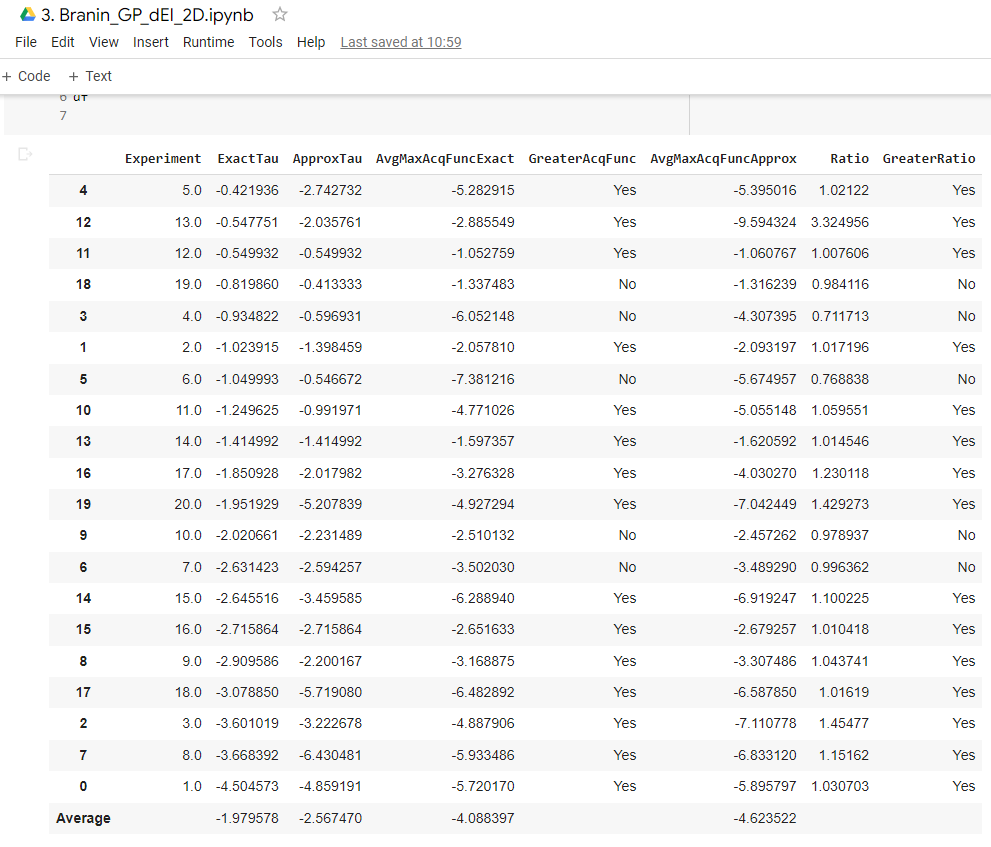 3. Branin_GP_dEI_2D.ipynb
File Edit View Insert Runtime Tools Help Last saved at 10:59
+ Code + Text
6 df
7
Experiment ExactTau ApproxTau AvgMaxAcqFuncExact GreaterAcqFunc AvgMaxAcqFuncApprox Ratio GreaterRatio
4 5.0 -0.421936 -2.742732 -5.282915 Yes -5.395016 1.02122 Yes
12 13.0 -0.547751 -2.035761 -2.885549 Yes -9.594324 3.324956 Yes
11 12.0 -0.549932 -0.549932 -1.052759 Yes -1.060767 1.007606 Yes
18 19.0 -0.819860 -0.413333 -1.337483 No -1.316239 0.984116 No
3 4.0 -0.934822 -0.596931 -6.052148 No -4.307395 0.711713 No
1 2.0 -1.023915 -1.398459 -2.057810 Yes -2.093197 1.017196 Yes
5 6.0 -1.049993 -0.546672 -7.381216 No -5.674957 0.768838 No
10 11.0 -1.249625 -0.991971 -4.771026 Yes -5.055148 1.059551 Yes
13 14.0 -1.414992 -1.414992 -1.597357 Yes -1.620592 1.014546 Yes
16 17.0 -1.850928 -2.017982 -3.276328 Yes -4.030270 1.230118 Yes
19 20.0 -1.951929 -5.207839 -4.927294 Yes -7.042449 1.429273 Yes
9 10.0 -2.020661 -2.231489 -2.510132 No -2.457262 0.978937 No
6 7.0 -2.631423 -2.594257 -3.502030 No -3.489290 0.996362 No
14 15.0 -2.645516 -3.459585 -6.288940 Yes -6.919247 1.100225 Yes
15 16.0 -2.715864 -2.715864 -2.651633 Yes -2.679257 1.010418 Yes
8 9.0 -2.909586 -2.200167 -3.168875 Yes -3.307486 1.043741 Yes
17 18.0 -3.078850 -5.719080 -6.482892 Yes -6.587850 1.01619 Yes
2 3.0 -3.601019 -3.222678 -4.887906 Yes -7.110778 1.45477 Yes
7 8.0 -3.668392 -6.430481 -5.933486 Yes -6.833120 1.15162 Yes
0 1.0 -4.504573 -4.859191 -5.720170 Yes -5.895797 1.030703 Yes
Average -1.979578 -2.567470 -4.088397 -4.623522